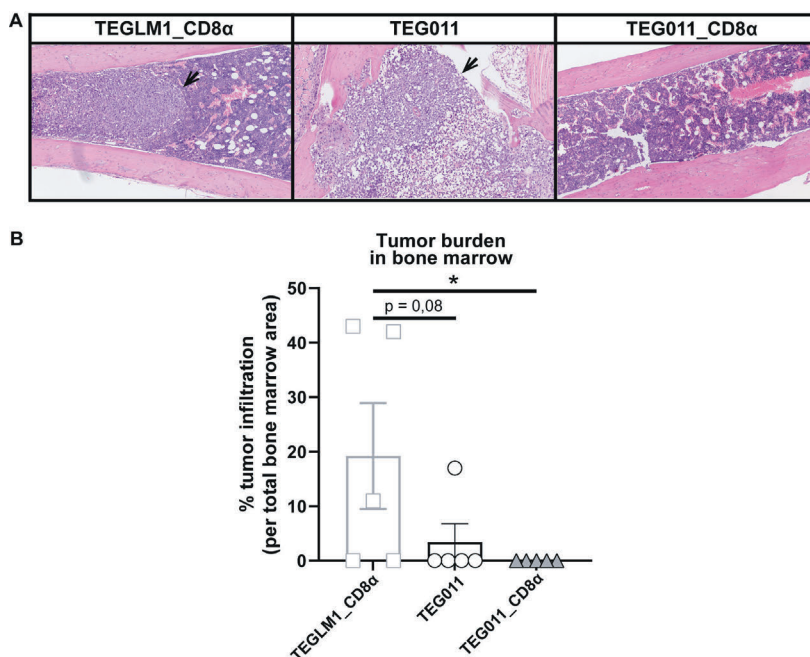 A
TEGLM1_CD8α
TEG011
TEG011_CD8α
B
Tumor burden
in bone marrow
*
p = 0,08
% tumor infiltration
(per total bone marrow area)
50
40
30
20
10
0
TEGLM1_CD8α
TEG011
TEG011_CD8α